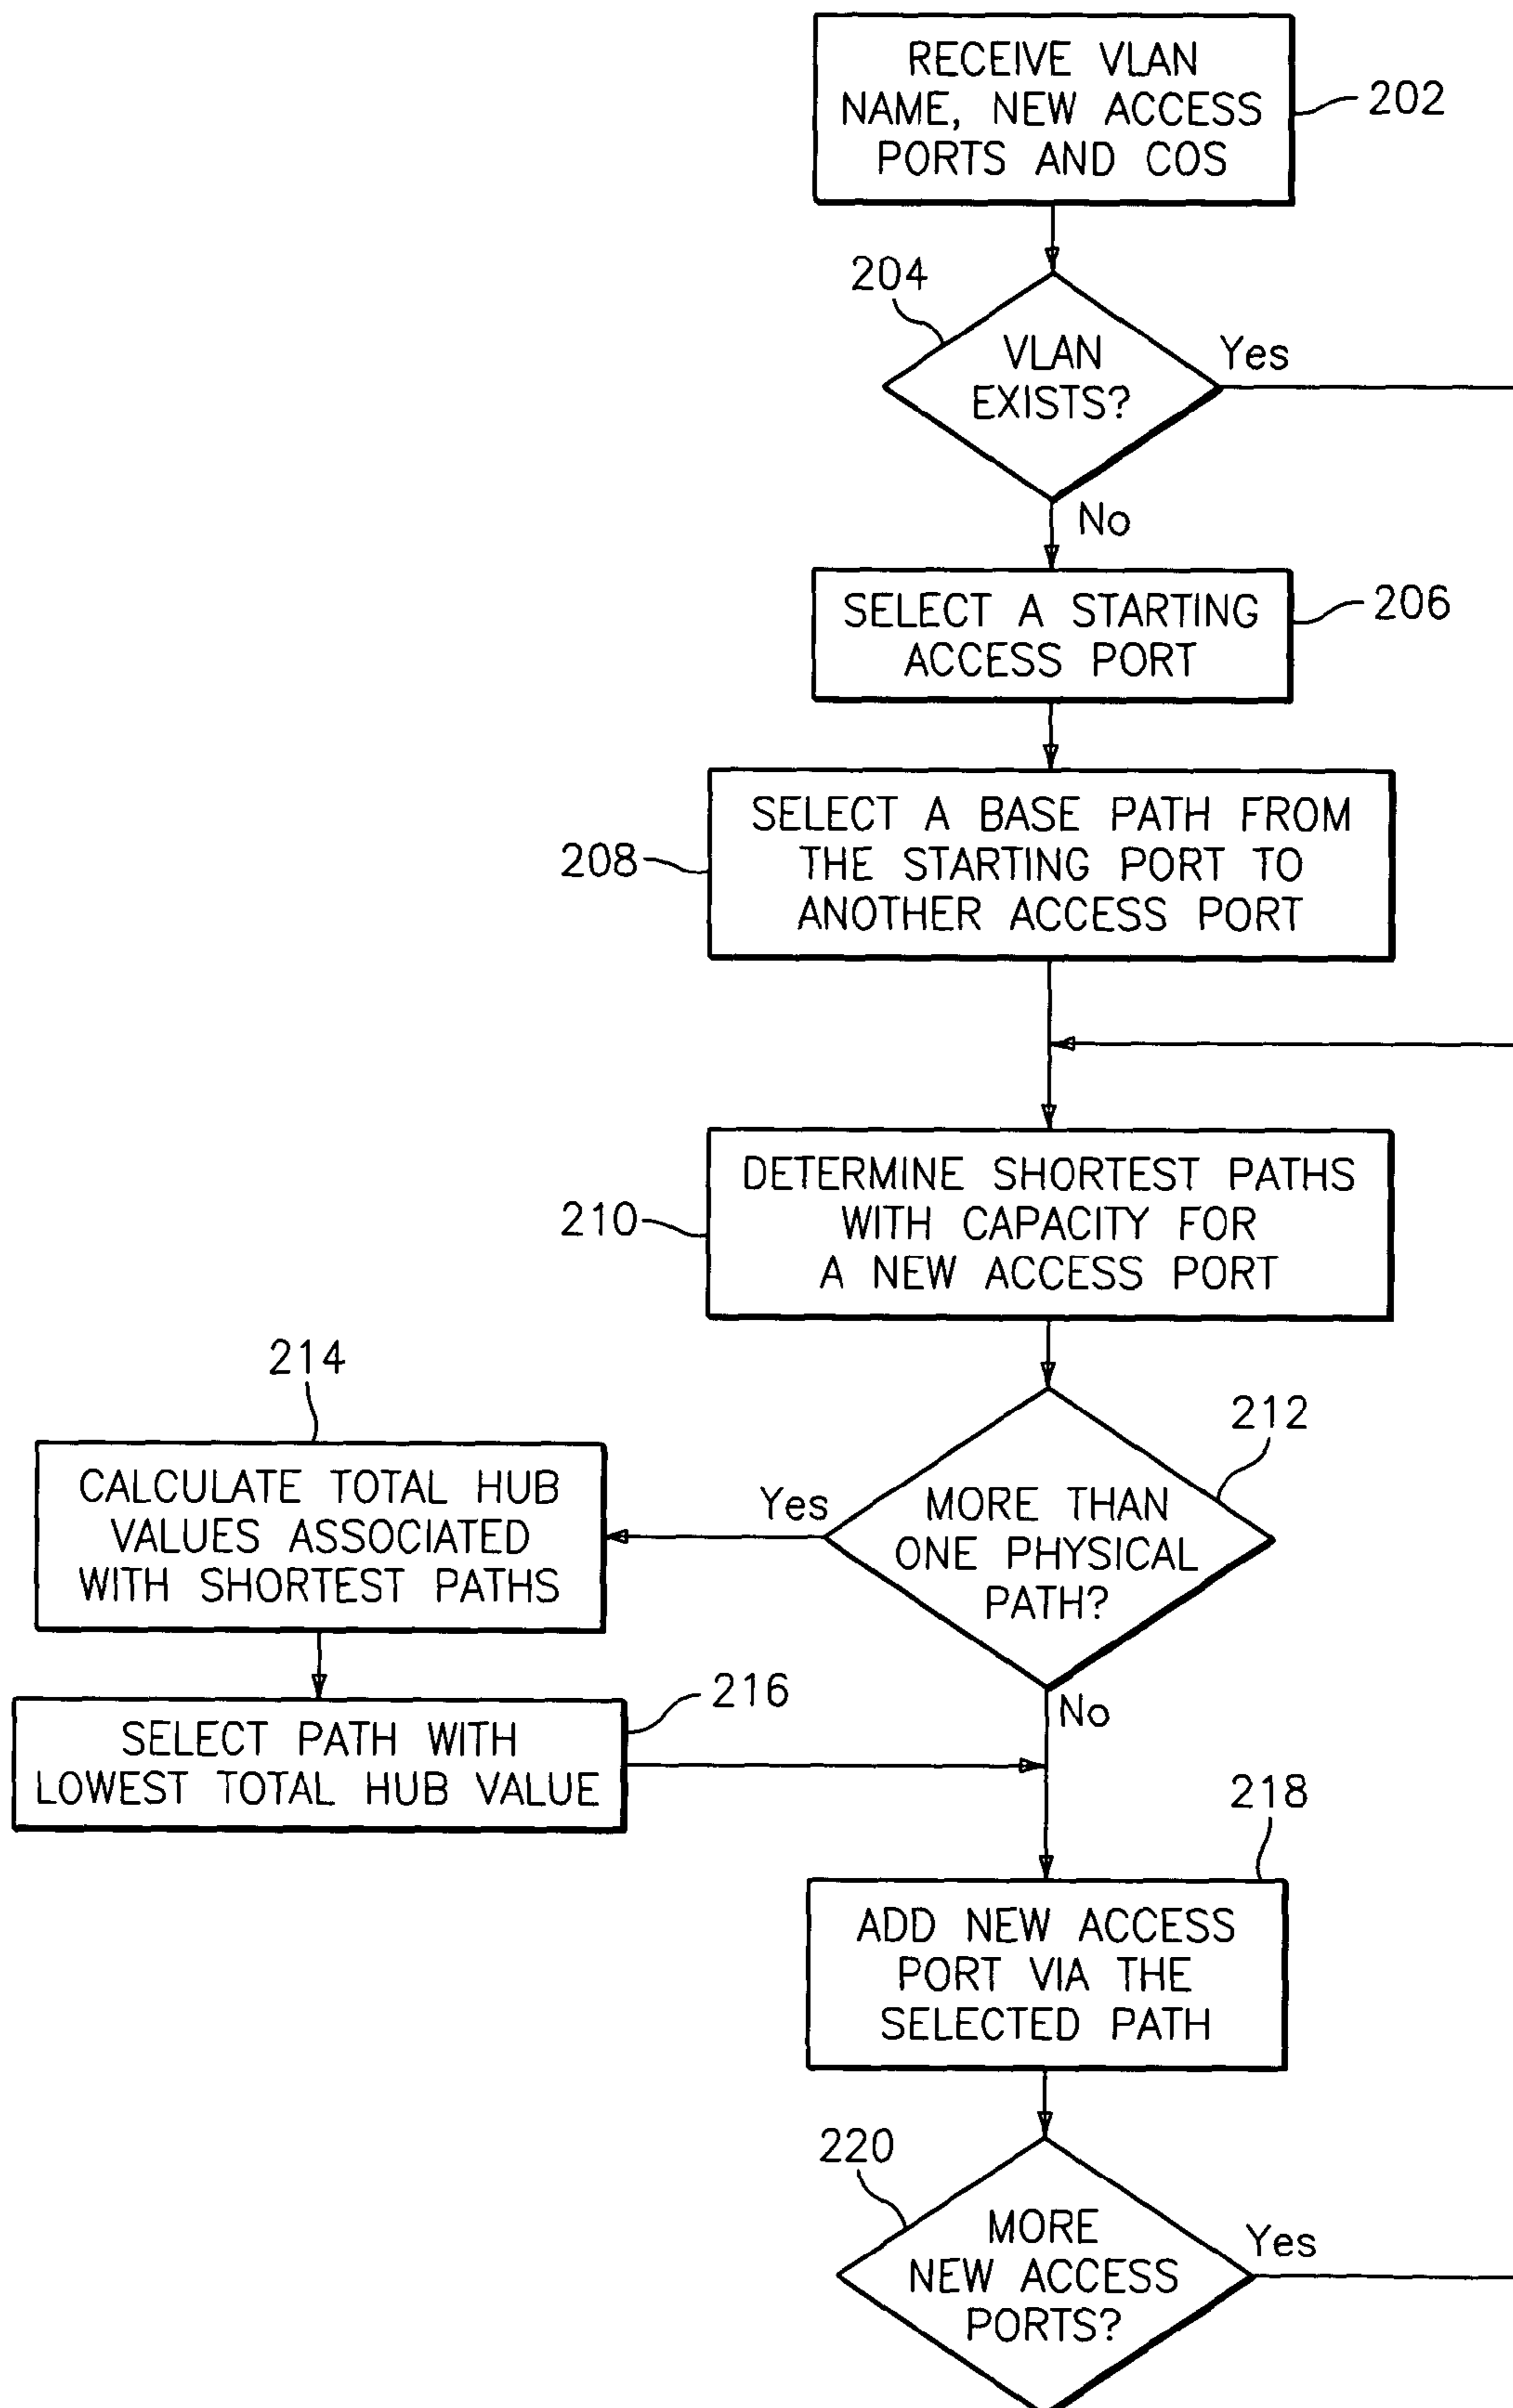 RECEIVE VLAN
NAME, NEW ACCESS
PORTS AND COS
202
204
VLAN
EXISTS?
Yes
No
SELECT A STARTING
ACCESS PORT
206
SELECT A BASE PATH FROM
THE STARTING PORT TO
ANOTHER ACCESS PORT
208
DETERMINE SHORTEST PATHS
WITH CAPACITY FOR
A NEW ACCESS PORT
210
212
MORE THAN
ONE PHYSICAL
PATH?
Yes
No
214
CALCULATE TOTAL HUB
VALUES ASSOCIATED
WITH SHORTEST PATHS
216
SELECT PATH WITH
LOWEST TOTAL HUB VALUE
218
ADD NEW ACCESS
PORT VIA THE
SELECTED PATH
220
MORE
NEW ACCESS
PORTS?
Yes